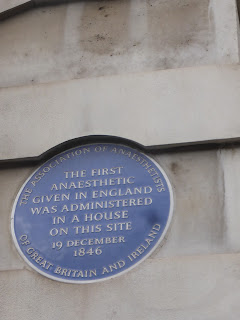 THE ASSOCIATION OF ANAESTHETISTS
THE FIRST
ANAESTHETIC
GIVEN IN ENGLAND
WAS ADMINISTERED
IN A HOUSE
ON THIS SITE
19 DECEMBER
1846
OF GREAT BRITAIN AND IRELAND